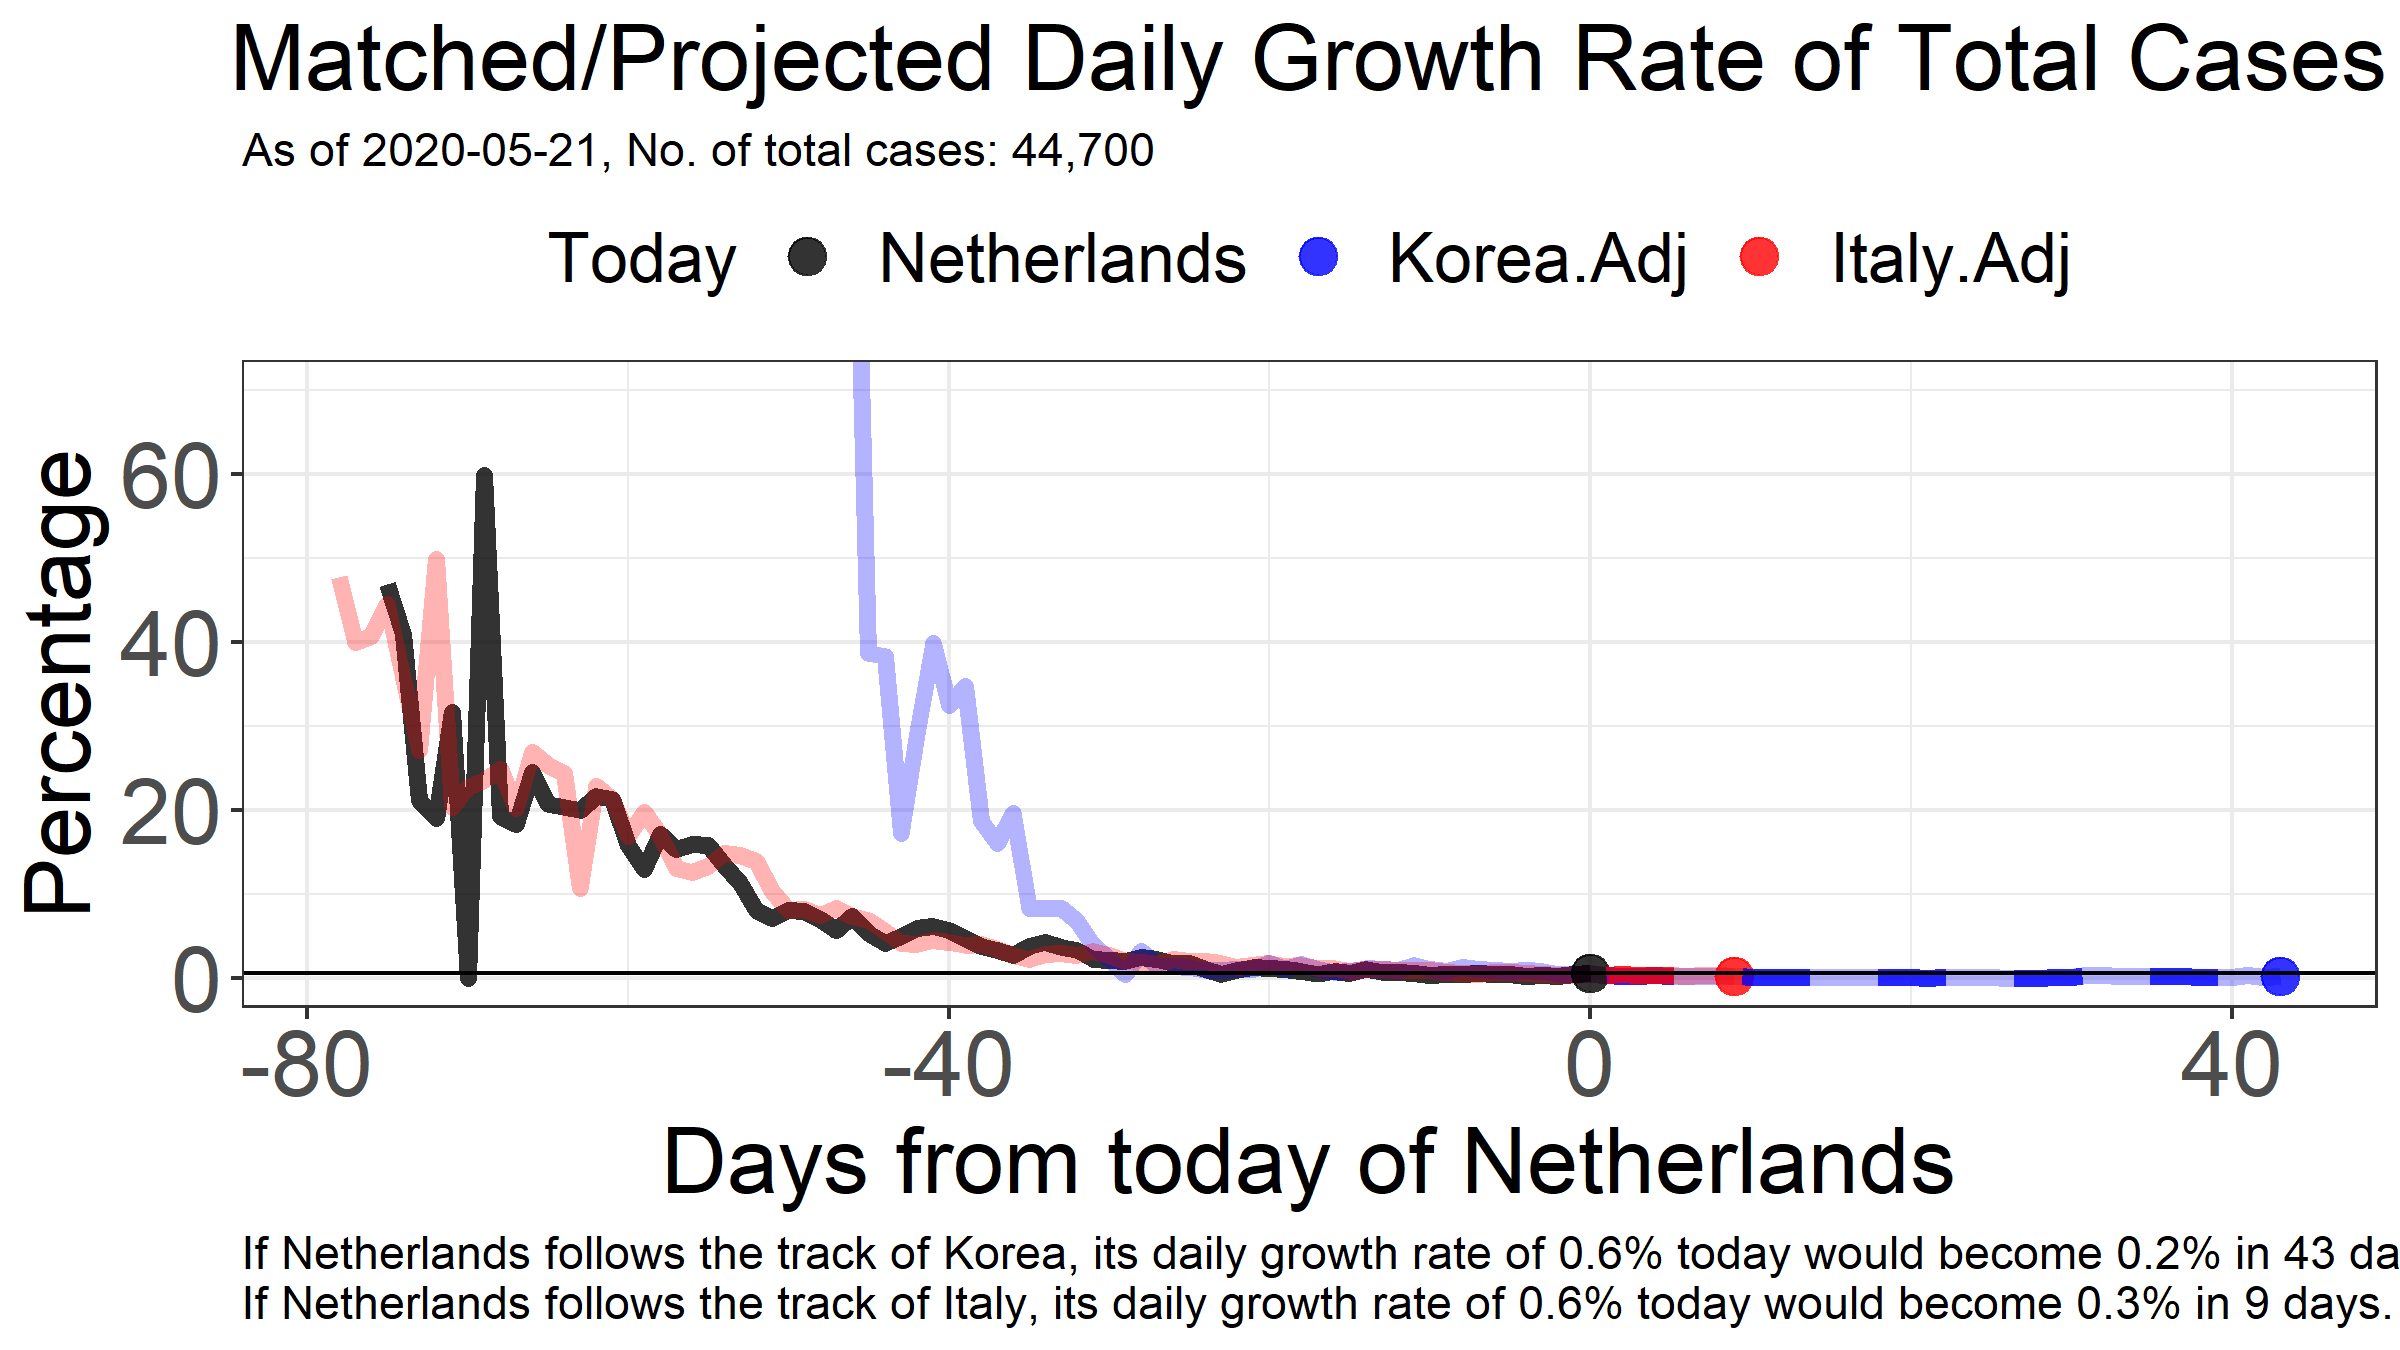 Matched/Projected Daily Growth Rate of Total Cases
As of 2020-05-21, No. of total cases: 44,700
Today Netherlands Korea.Adj Italy.Adj
Percentage
60
40
20
0
-80 -40 0 40
Days from today of Netherlands
If Netherlands follows the track of Korea, its daily growth rate of 0.6% today would become 0.2% in 43 da
If Netherlands follows the track of Italy, its daily growth rate of 0.6% today would become 0.3% in 9 days.